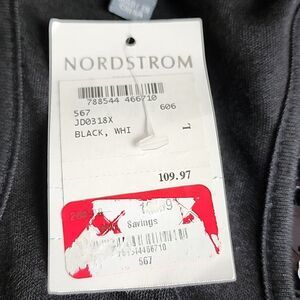 NORDSTROM
788544 466710
567 606
JD0318X
BLACK, WHI L
109.97
Savings
567